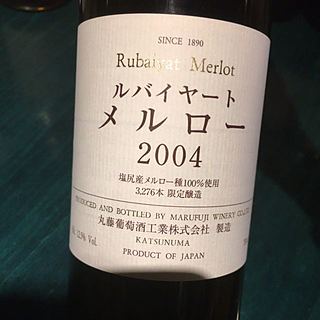 SINCE 1890
Rubaiyat Merlot
ルバイヤート
メルロー
2004
塩尻産メルロー種100%使用
3,276本 限定醸造
PRODUCED AND BOTTLED BY MARUFUJI WINERY CO.,
丸藤葡萄酒工業株式会社 製造
KATSUNUMA
12.5% Vol.
PRODUCT OF JAPAN